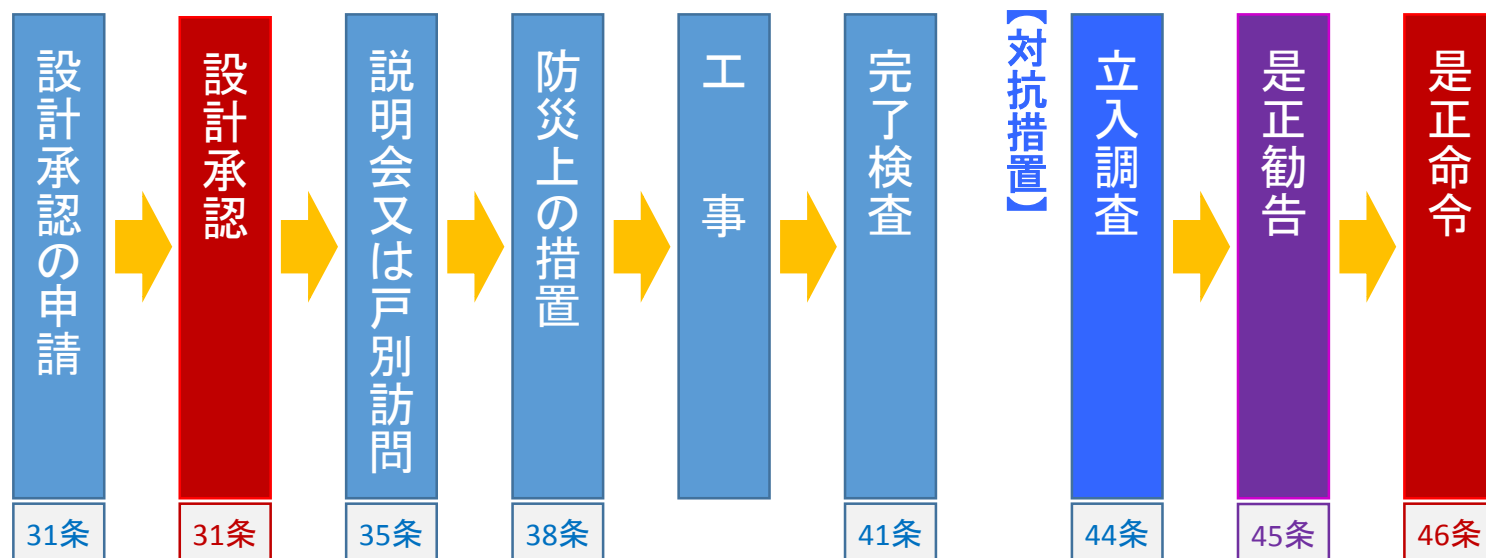 設計承認の申請
31条
設計承認
31条
説明会又は戸別訪問
35条
防災上の措置
38条
工事
完了検査
41条
【対抗措置】
立入調査
44条
是正勧告
45条
是正命令
46条